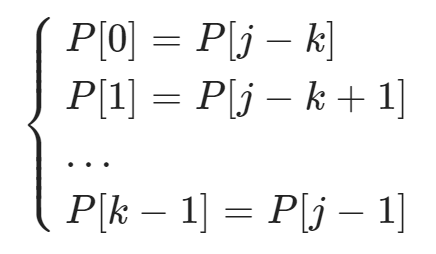 P[0] = P[j − k]
P[1] = P[j − k + 1]
...
P[k − 1] = P[j − 1]